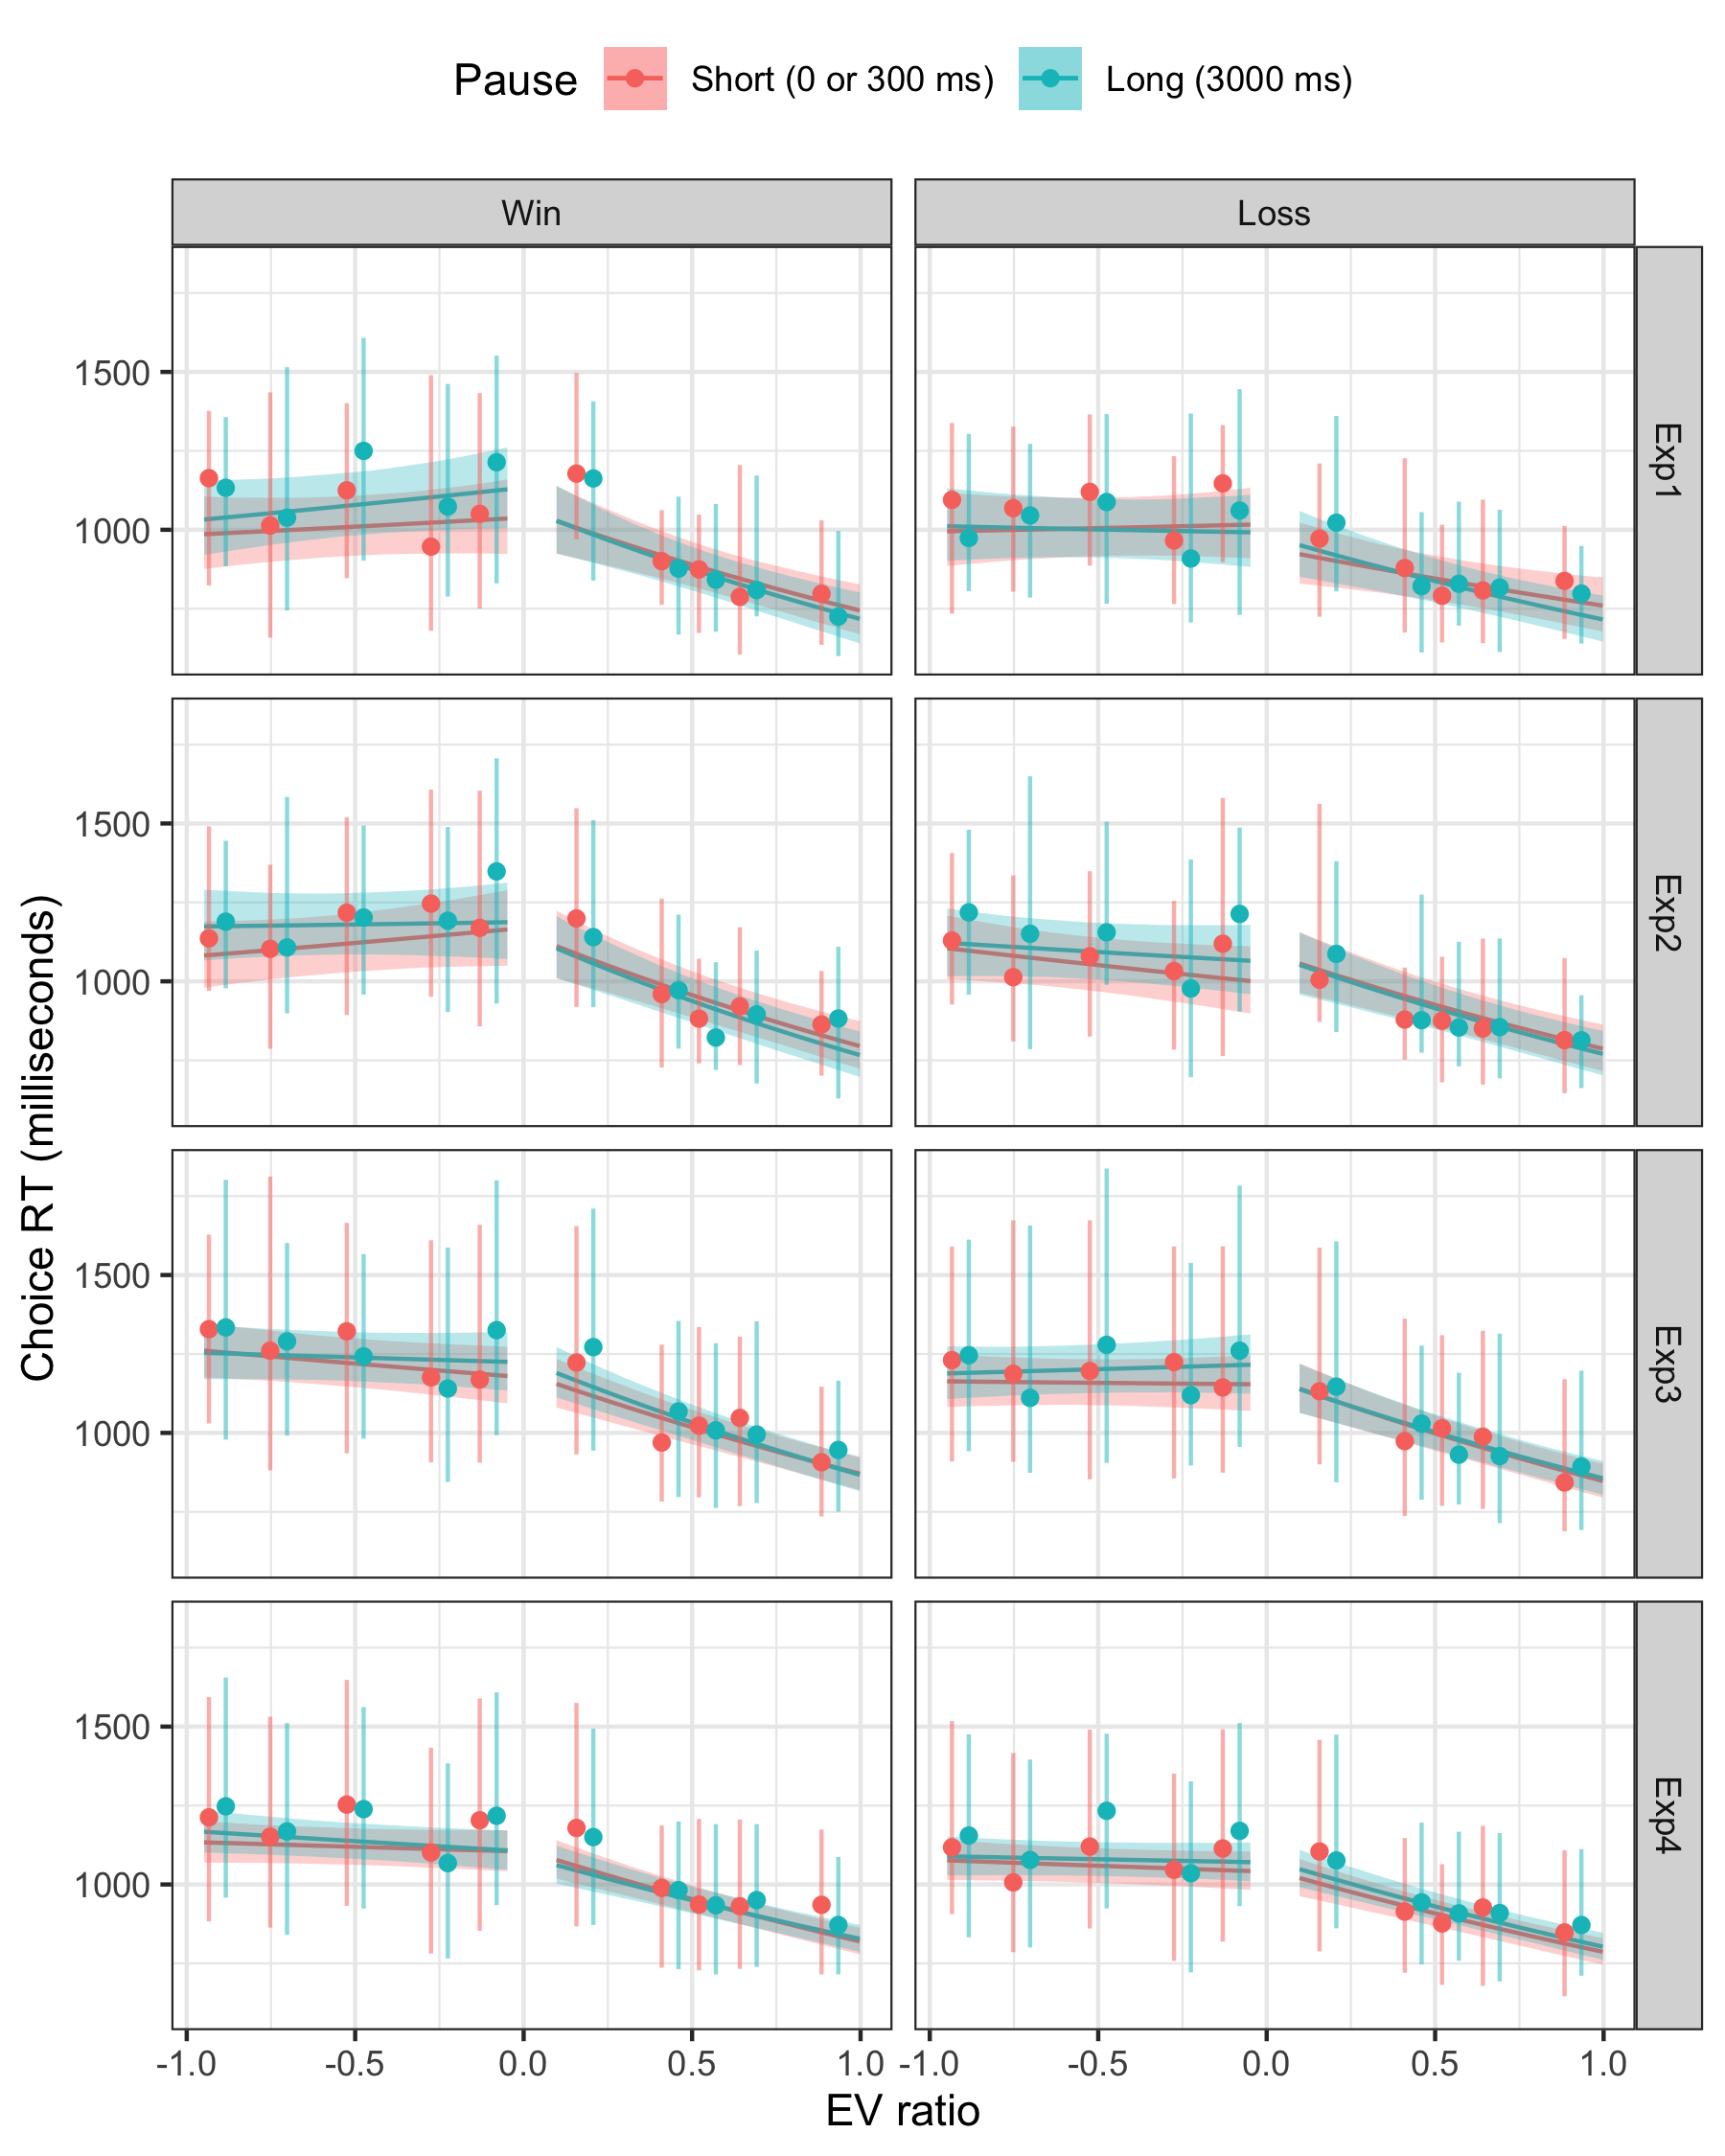 Pause Short (0 or 300 ms) Long (3000 ms)
Win Loss
Exp1
1500
1000
Exp2
1500
1000
Exp3
1500
1000
Exp4
1500
1000
Choice RT (milliseconds)
-1.0 -0.5 0.0 0.5 1.0 -1.0 -0.5 0.0 0.5 1.0
EV ratio